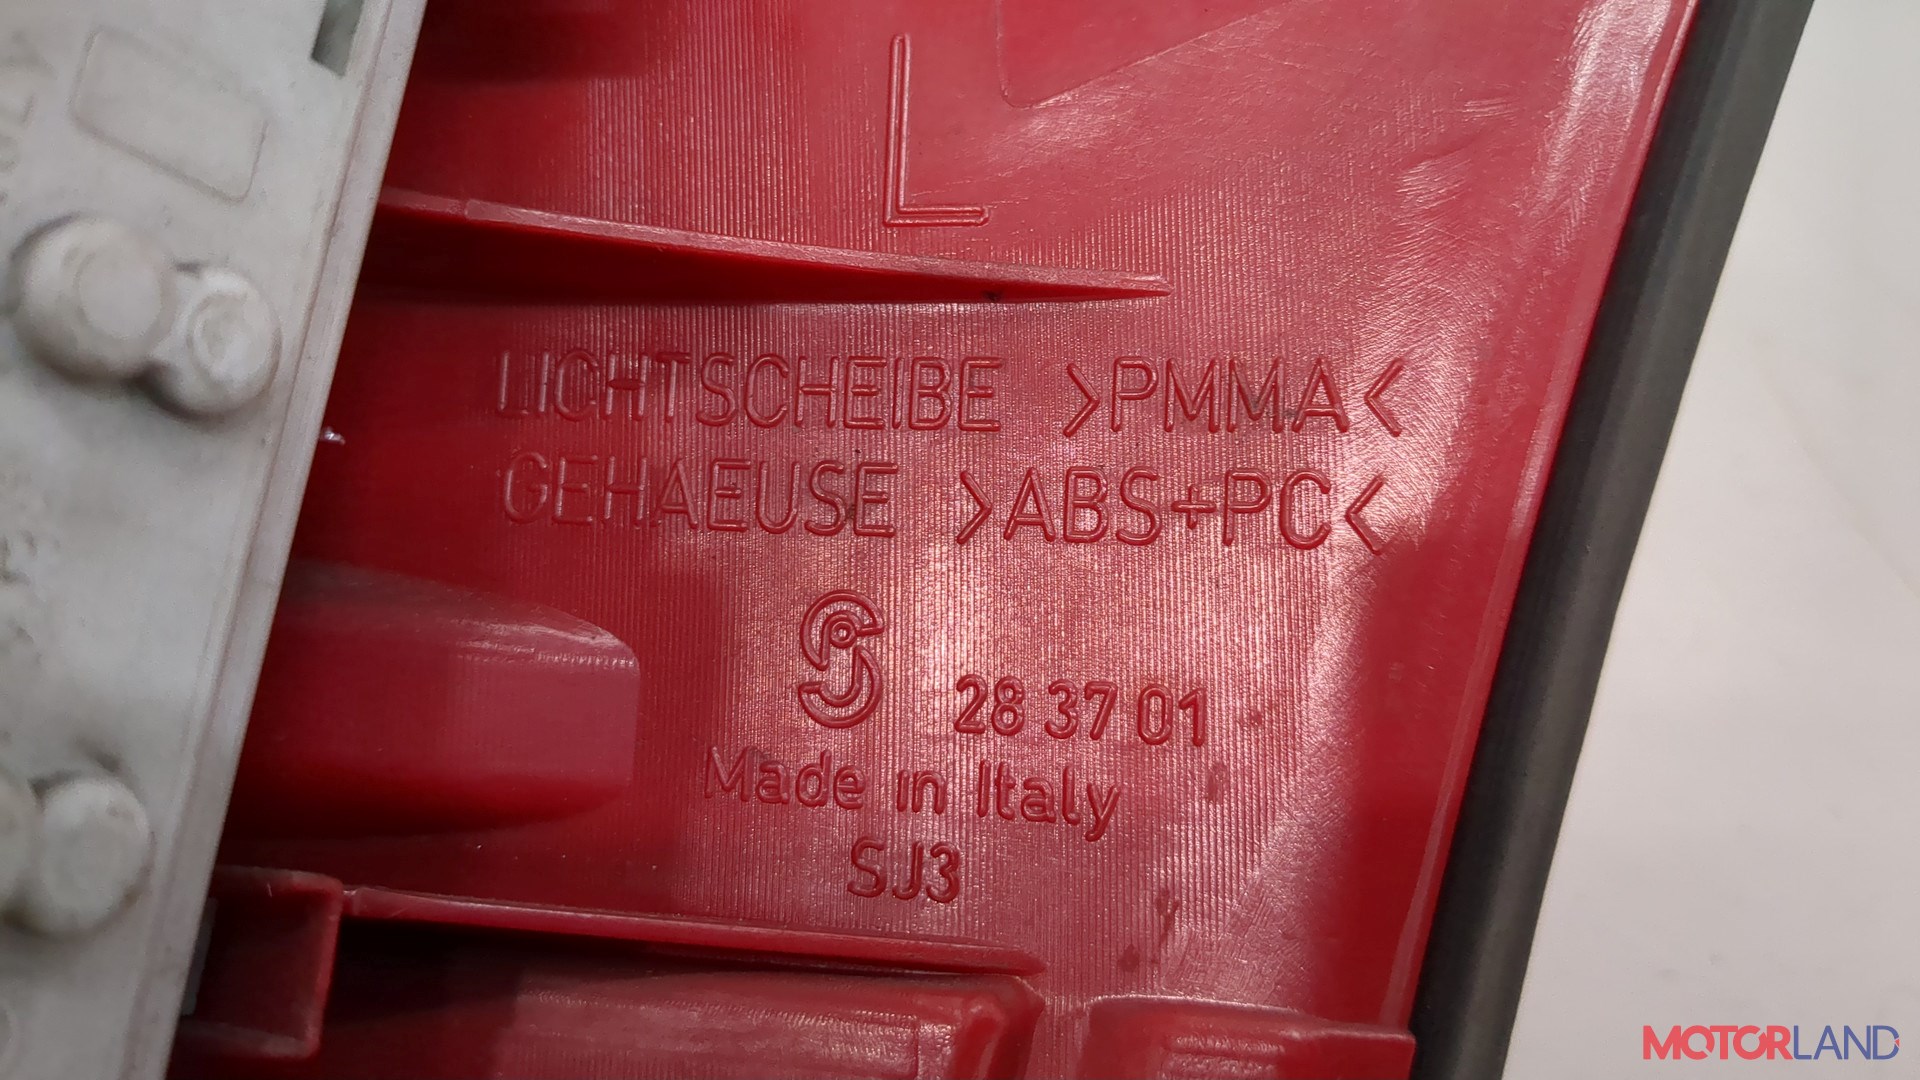 L
LICHTSCHEIBE >PMMA<
GEHAEUSE >ABS+PC<
28 37 01
Made in Italy
SJ3
MOTORLAND